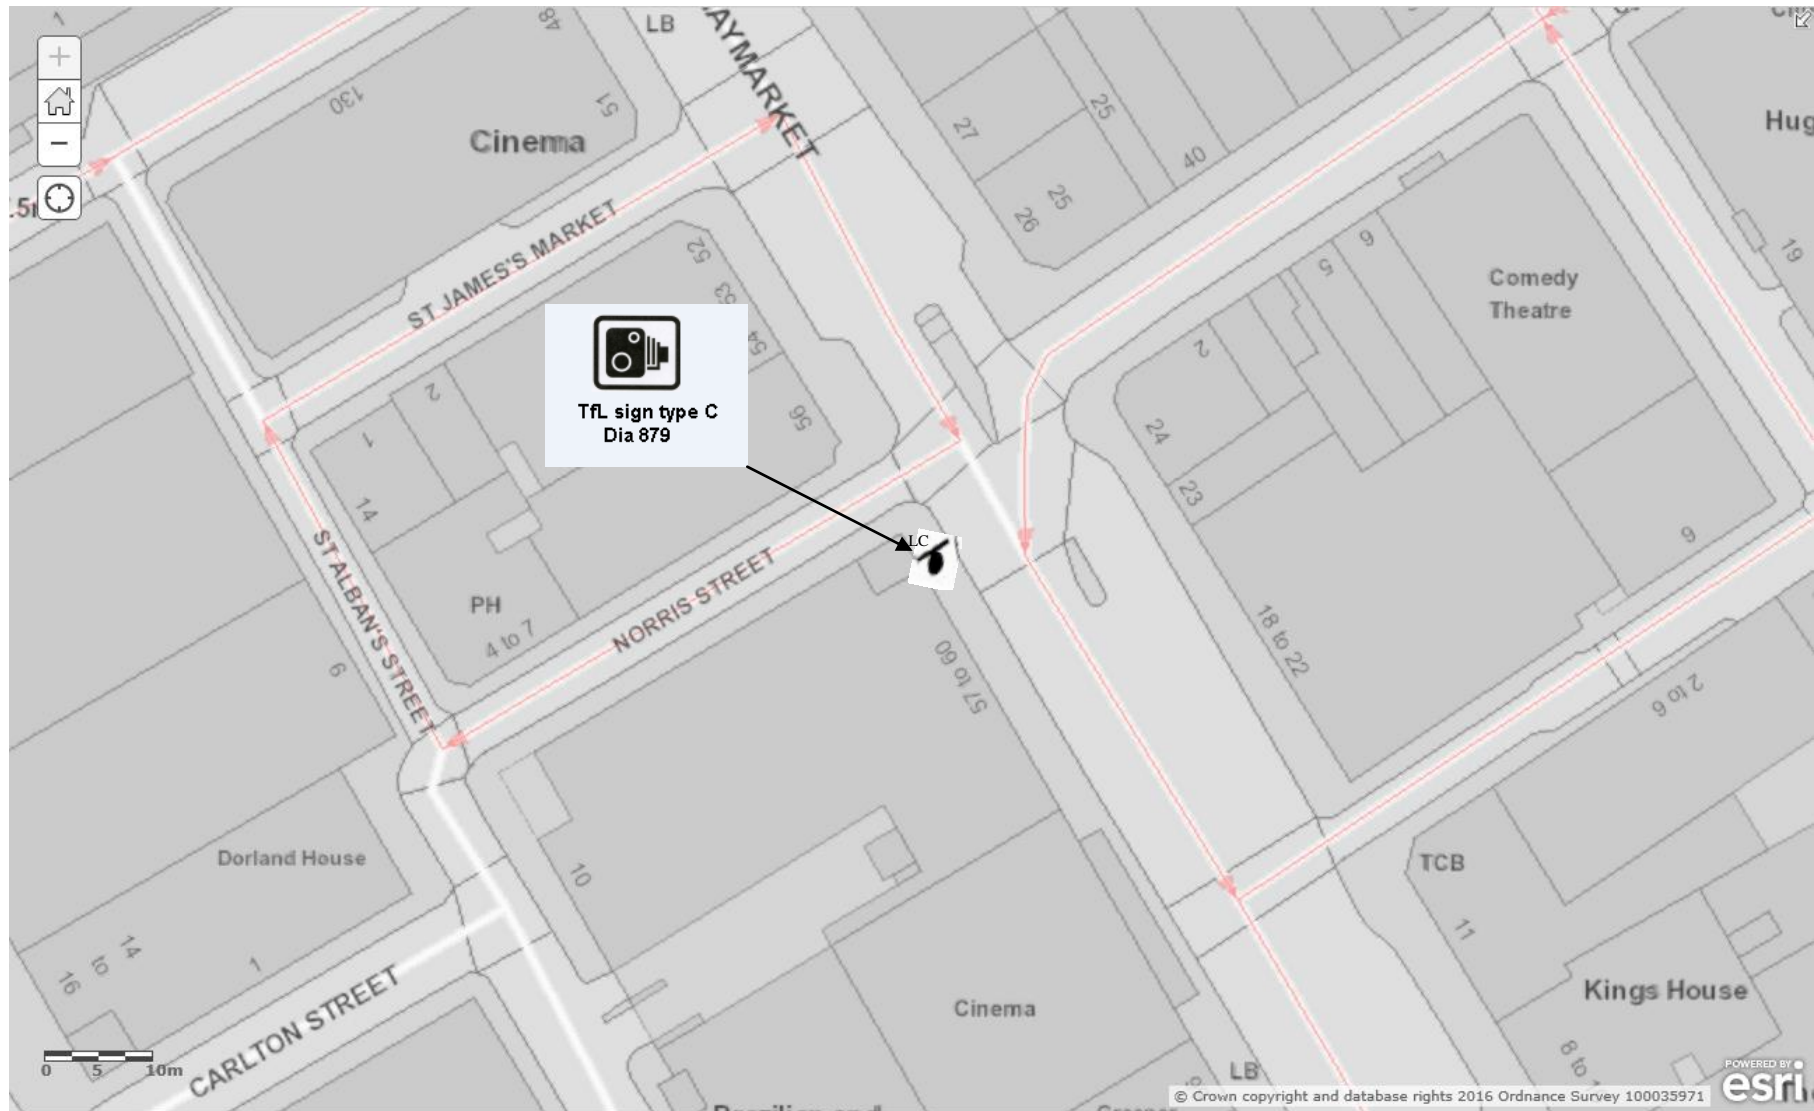 1
48
LB
HAYMARKET
130
51
Cinema
27
25
40
Hug
25
26
19
ST JAMES'S MARKET
52
53
54
56
6
5
2
Comedy
Theatre
TfL sign type C
Dia 879
2
1
14
24
23
LC
ST ALBAN'S STREET
NORRIS STREET
PH
4 to 7
6
9
57 to 60
18 to 22
2 to 6
Dorland House
10
TCB
11
16
to
14
1
CARLTON STREET
Cinema
Kings House
8 to
LB
0 5 10m
POWERED BY
esri
© Crown copyright and database rights 2016 Ordnance Survey 100035971